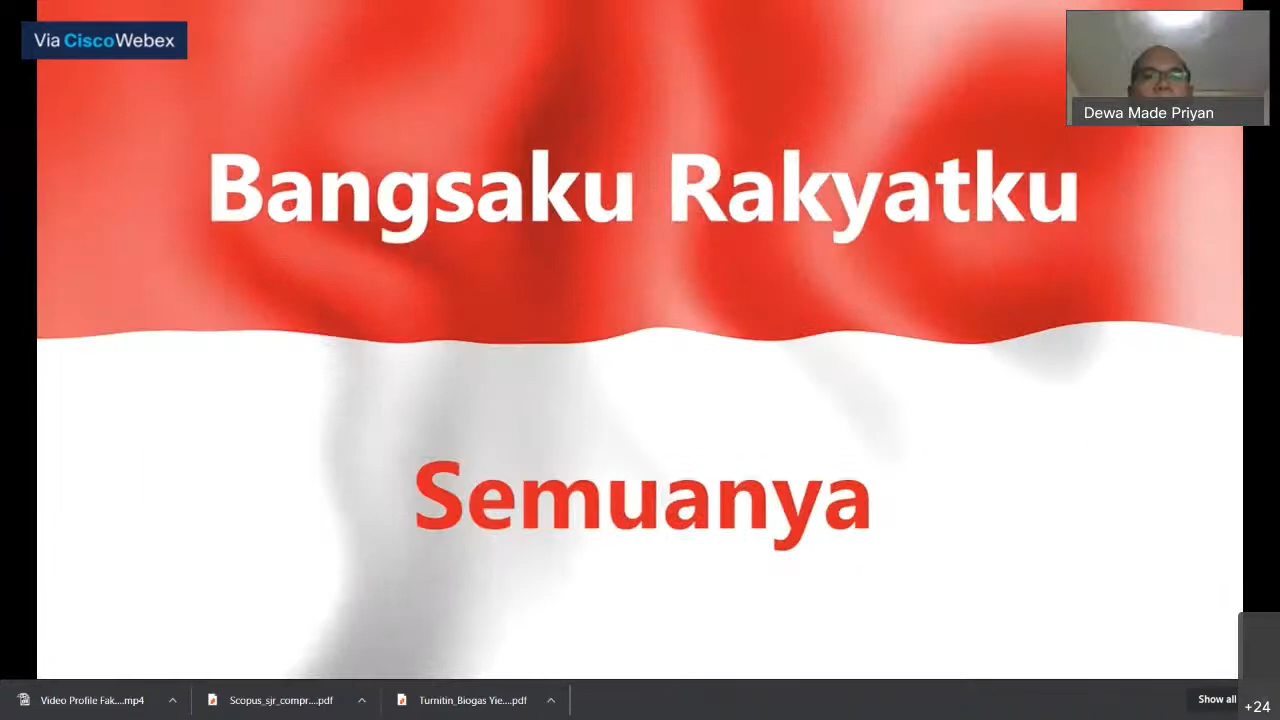 Via CiscoWebex
Dewa Made Priyan
Bangsaku Rakyatku
Semuanya
Video Profile Fak....mp4
Scopus_sjr_compr....pdf
Turnitin_Biogas Yie....pdf
Show all
+24